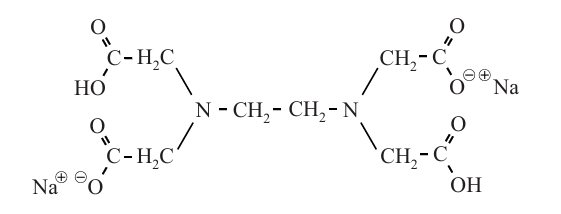 O O
C-H₂C CH₂-C
HO O⊖⊕Na
N-CH₂-CH₂-N
O O
C-H₂C CH₂-C
Na⊕ ⊖O OH